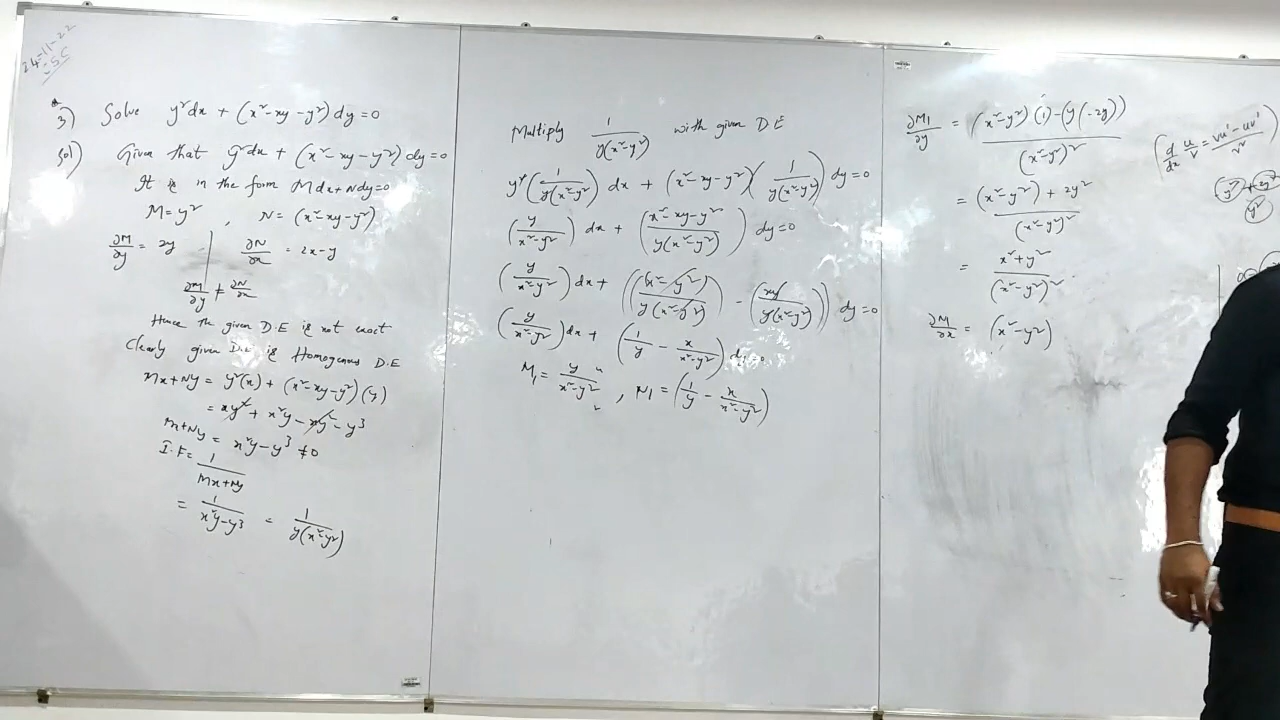 24-11-22
3) Solve y²dx + (x²-xy-y²)dy=0
Sol) Given that y²dx + (x²-xy-y²)dy=0
It is in the form Mdx+Ndy=0
M=y² , N=(x²-xy-y²)
∂M/∂y = 2y | ∂N/∂x = 2x-y
∂M/∂y ≠ ∂N/∂x
Hence the given D.E is not exact
Clearly given D.E is Homogenous D.E
Mx+Ny = y²(x) + (x²-xy-y²)(y)
= xy² + x²y - xy² - y³
Mx+Ny = x²y-y³ ≠0
I.F = 1/(Mx+Ny)
= 1/(x²y-y³) = 1/(y(x²-y²))
Multiply 1/(y(x²-y²)) with given D E
y²(1/(y(x²-y²))) dx + (x²-xy-y²)(1/(y(x²-y²))) dy=0
(y/(x²-y²)) dx + ((x²-xy-y²)/(y(x²-y²))) dy=0
(y/(x²-y²)) dx + (((x²-y²)/(y(x²-y²))) - (xy/(y(x²-y²)))) dy=0
(y/(x²-y²)) dx + (1/y - x/(x²-y²)) dy=0
M1 = y/(x²-y²) , N1 = (1/y - x/(x²-y²))
∂M1/∂y = ((x²-y²)(1)-(y(-2y)))/(x²-y²)²
(d/dx u/v = (vu'-uv')/v²)
= ((x²-y²)+2y²)/(x²-y²)²
= (x²+y²)/(x²-y²)²
∂M/∂x = (x²-y²)